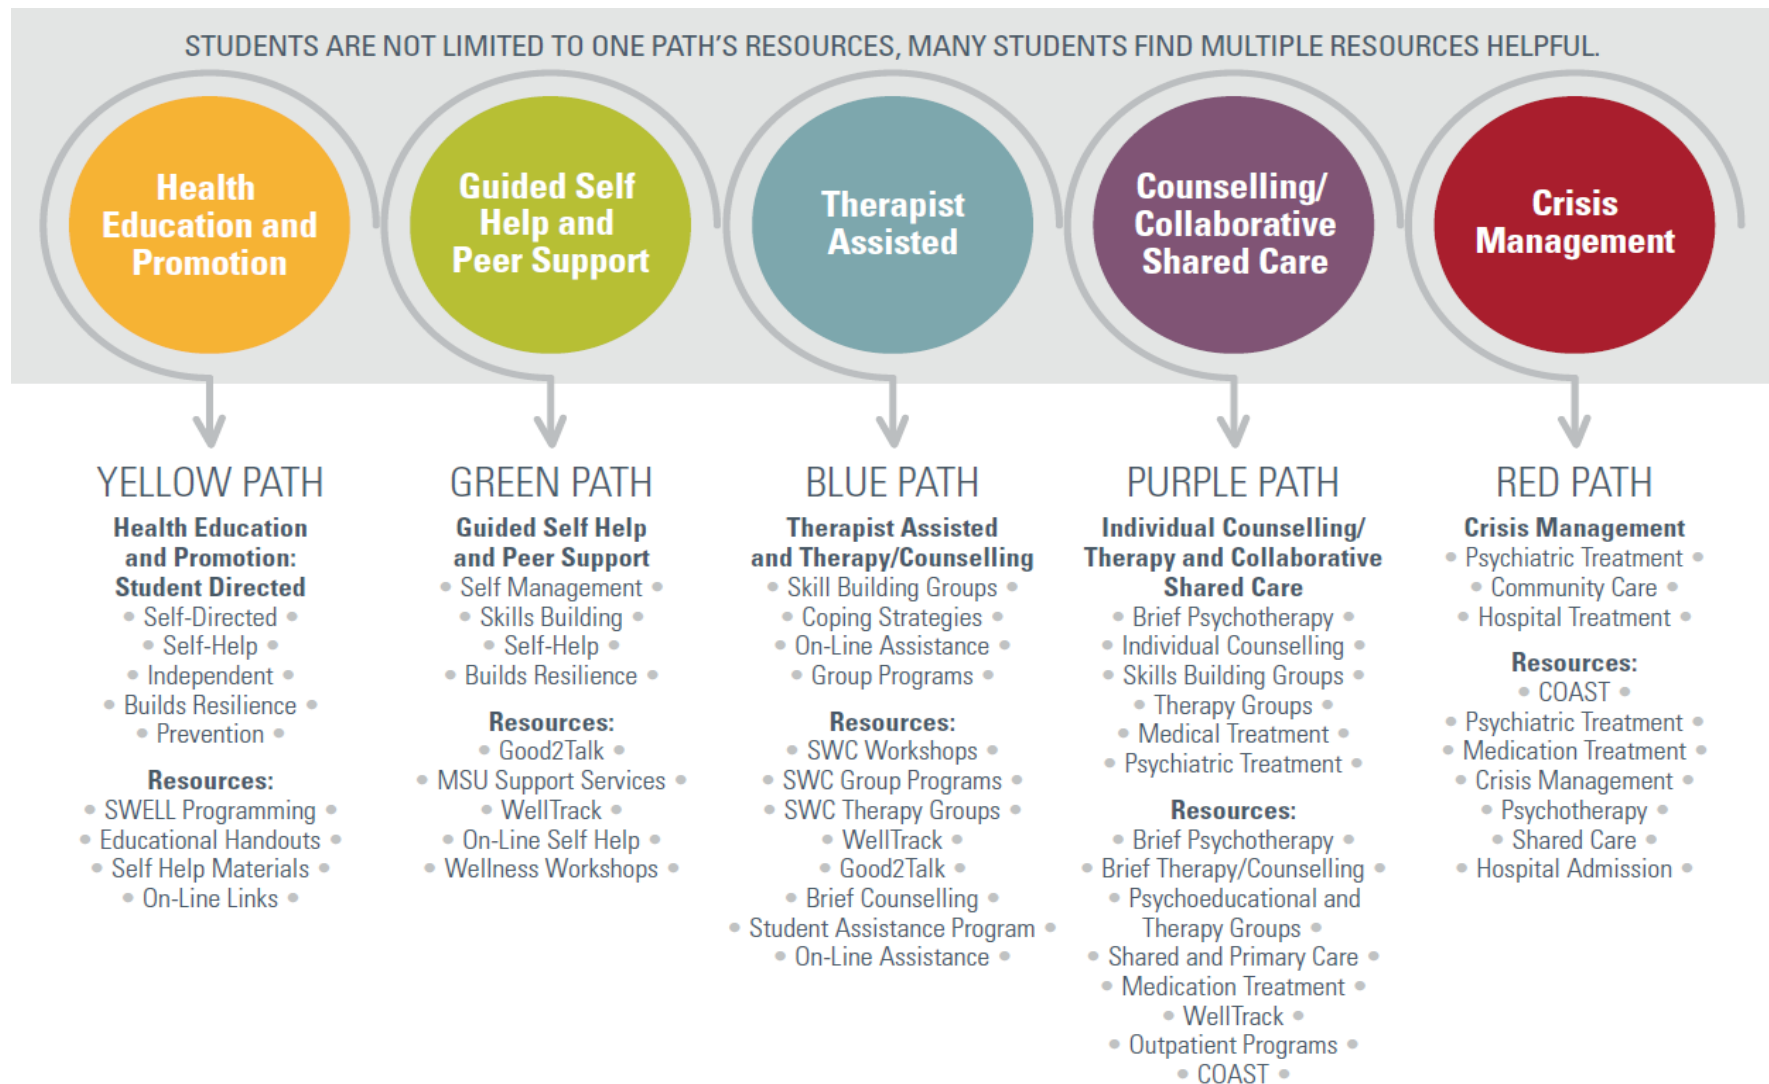 STUDENTS ARE NOT LIMITED TO ONE PATH'S RESOURCES, MANY STUDENTS FIND MULTIPLE RESOURCES HELPFUL.
Health
Education and
Promotion
Guided Self
Help and
Peer Support
Therapist
Assisted
Counselling/
Collaborative
Shared Care
Crisis
Management
YELLOW PATH
Health Education
and Promotion:
Student Directed
• Self-Directed •
• Self-Help •
• Independent •
• Builds Resilience •
• Prevention •
Resources:
• SWELL Programming •
• Educational Handouts •
• Self Help Materials •
• On-Line Links •
GREEN PATH
Guided Self Help
and Peer Support
• Self Management •
• Skills Building •
• Self-Help •
• Builds Resilience •
Resources:
• Good2Talk •
• MSU Support Services •
• WellTrack •
• On-Line Self Help •
• Wellness Workshops •
BLUE PATH
Therapist Assisted
and Therapy/Counselling
• Skill Building Groups •
• Coping Strategies •
• On-Line Assistance •
• Group Programs •
Resources:
• SWC Workshops •
• SWC Group Programs •
• SWC Therapy Groups •
• WellTrack •
• Good2Talk •
• Brief Counselling •
• Student Assistance Program •
• On-Line Assistance •
PURPLE PATH
Individual Counselling/
Therapy and Collaborative
Shared Care
• Brief Psychotherapy •
• Individual Counselling •
• Skills Building Groups •
• Therapy Groups •
• Medical Treatment •
• Psychiatric Treatment •
Resources:
• Brief Psychotherapy •
• Brief Therapy/Counselling •
• Psychoeducational and
Therapy Groups •
• Shared and Primary Care •
• Medication Treatment •
• WellTrack •
• Outpatient Programs •
• COAST •
RED PATH
Crisis Management
• Psychiatric Treatment •
• Community Care •
• Hospital Treatment •
Resources:
• COAST •
• Psychiatric Treatment •
• Medication Treatment •
• Crisis Management •
• Psychotherapy •
• Shared Care •
• Hospital Admission •